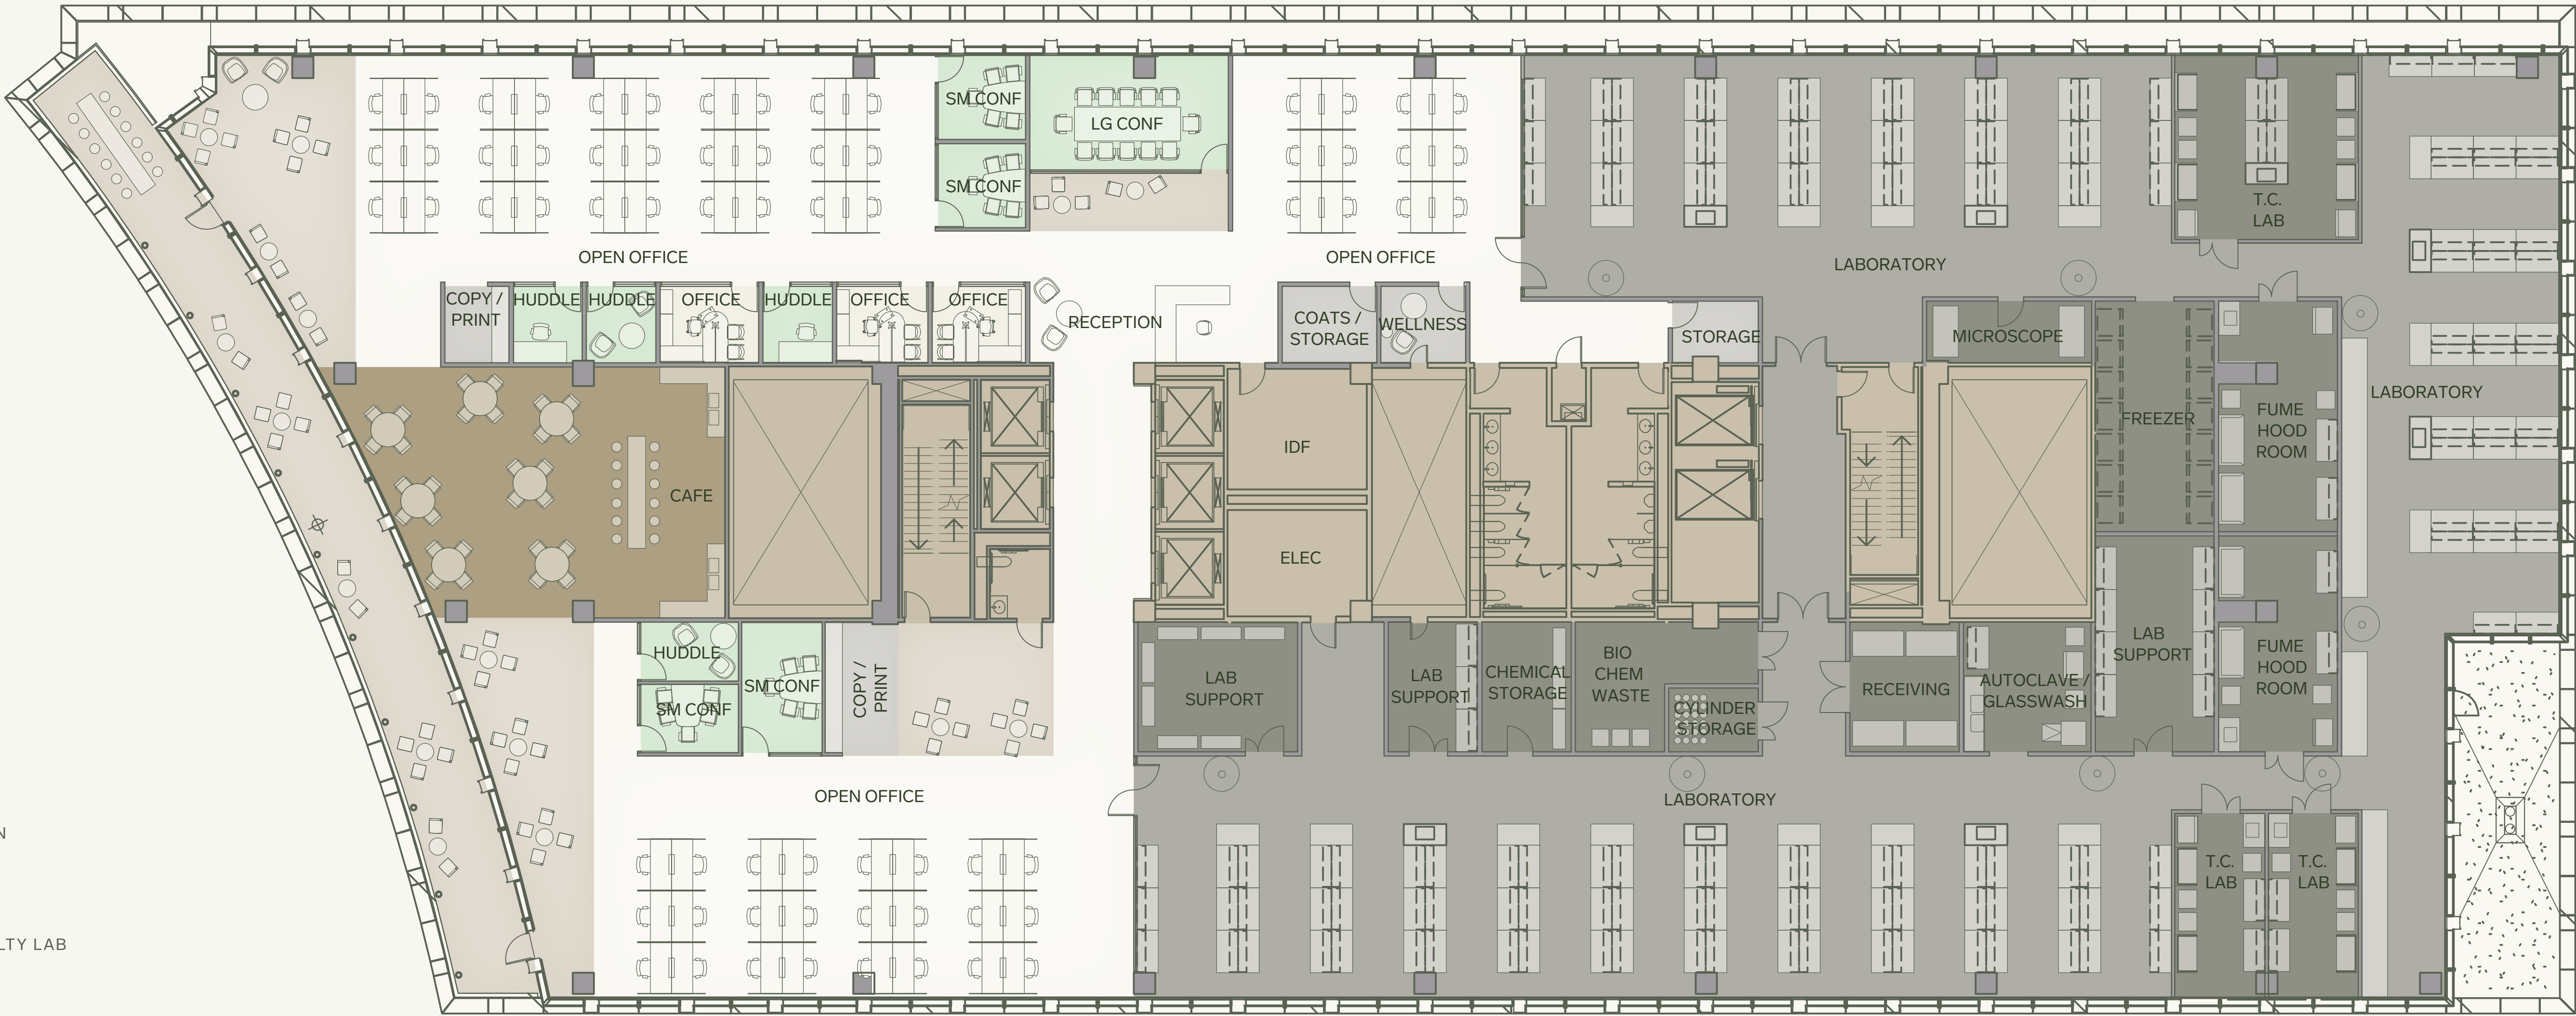 SM CONF
LG CONF
SM CONF
T.C.
LAB
OPEN OFFICE
OPEN OFFICE
LABORATORY
COPY /
PRINT
HUDDLE
HUDDLE
OFFICE
HUDDLE
OFFICE
OFFICE
RECEPTION
COATS /
STORAGE
WELLNESS
STORAGE
MICROSCOPE
LABORATORY
FREEZER
FUME
HOOD
ROOM
IDF
CAFE
ELEC
HUDDLE
SM CONF
SM CONF
COPY /
PRINT
LAB
SUPPORT
LAB
SUPPORT
CHEMICAL
STORAGE
BIO
CHEM
WASTE
CYLINDER
STORAGE
RECEIVING
AUTOCLAVE /
GLASSWASH
LAB
SUPPORT
FUME
HOOD
ROOM
OPEN OFFICE
LABORATORY
N
T.C.
LAB
T.C.
LAB
LTY LAB